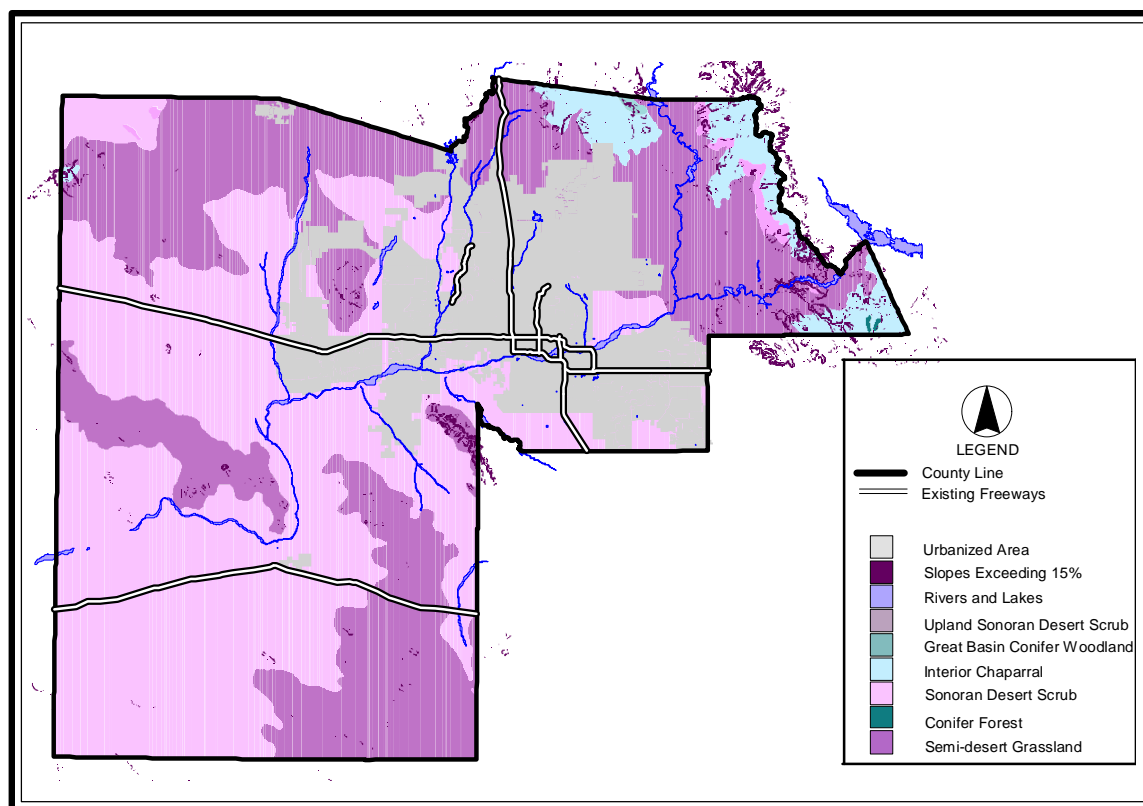 LEGEND
County Line
Existing Freeways
Urbanized Area
Slopes Exceeding 15%
Rivers and Lakes
Upland Sonoran Desert Scrub
Great Basin Conifer Woodland
Interior Chaparral
Sonoran Desert Scrub
Conifer Forest
Semi-desert Grassland